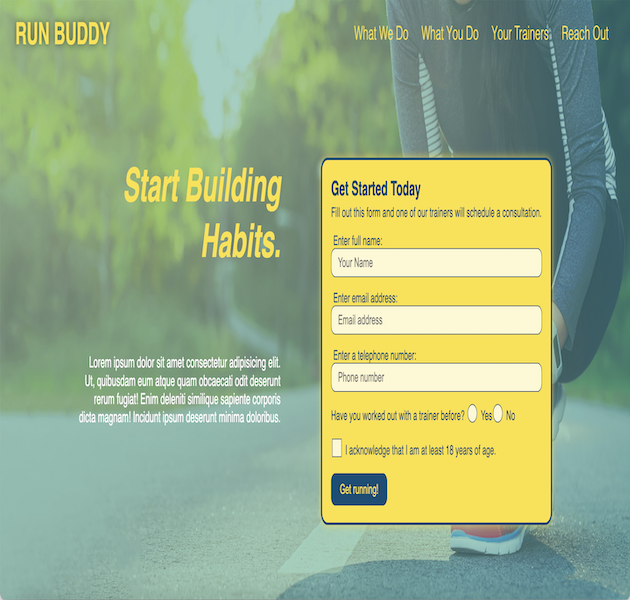 RUN BUDDY
What We Do What You Do Your Trainers Reach Out
Start Building
Habits.
Lorem ipsum dolor sit amet consectetur adipisicing elit.
Ut, quibusdam eum atque quam obcaecati odit deserunt
rerum fugiat! Enim deleniti similique sapiente corporis
dicta magnam! Incidunt ipsum deserunt minima doloribus.
Get Started Today
Fill out this form and one of our trainers will schedule a consultation.
Enter full name:
Your Name
Enter email address:
Email address
Enter a telephone number:
Phone number
Have you worked out with a trainer before? Yes No
I acknowledge that I am at least 18 years of age.
Get running!